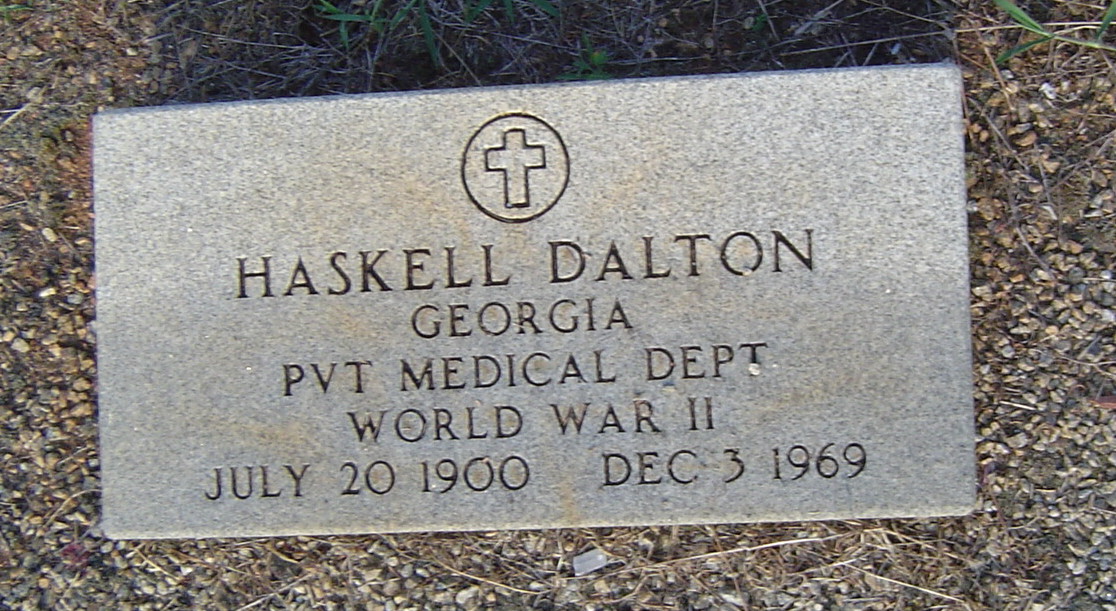 HASKELL DALTON
GEORGIA
PVT MEDICAL DEPT
WORLD WAR II
JULY 20 1900 DEC 3 1969